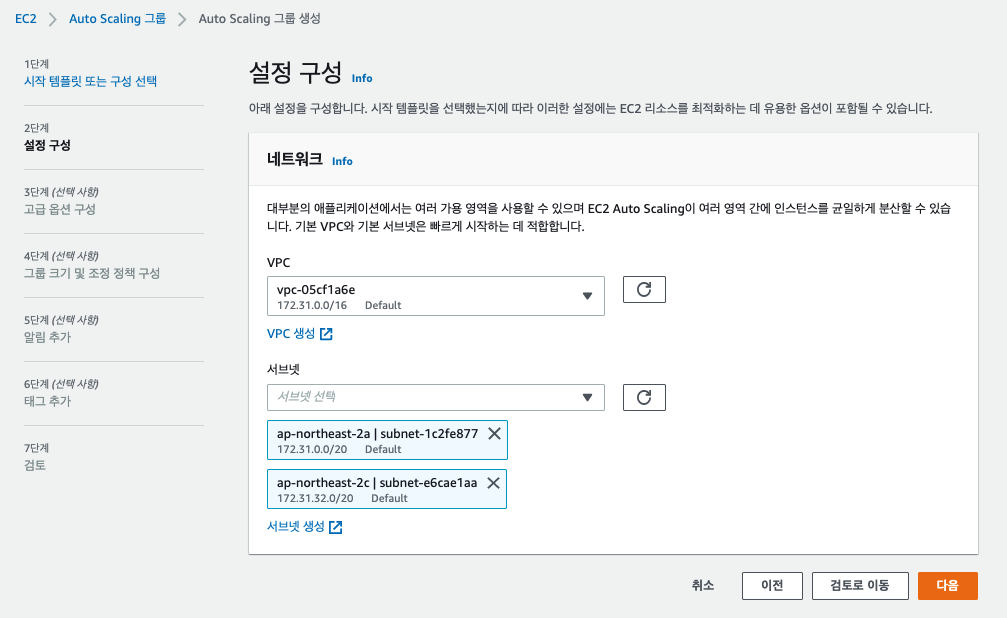 EC2 > Auto Scaling 그룹 > Auto Scaling 그룹 생성
1단계
시작 템플릿 또는 구성 선택
2단계
설정 구성
3단계 (선택 사항)
고급 옵션 구성
4단계 (선택 사항)
그룹 크기 및 조정 정책 구성
5단계 (선택 사항)
알림 추가
6단계 (선택 사항)
태그 추가
7단계
검토
설정 구성 Info
아래 설정을 구성합니다. 시작 템플릿을 선택했는지에 따라 이러한 설정에는 EC2 리소스를 최적화하는 데 유용한 옵션이 포함될 수 있습니다.
네트워크 Info
대부분의 애플리케이션에서는 여러 가용 영역을 사용할 수 있으며 EC2 Auto Scaling이 여러 영역 간에 인스턴스를 균일하게 분산할 수 있습
니다. 기본 VPC와 기본 서브넷은 빠르게 시작하는 데 적합합니다.
VPC
vpc-05cf1a6e
172.31.0.0/16 Default
VPC 생성
서브넷
서브넷 선택
ap-northeast-2a | subnet-1c2fe877
172.31.0.0/20 Default
ap-northeast-2c | subnet-e6cae1aa
172.31.32.0/20 Default
서브넷 생성
취소 이전 검토로 이동 다음